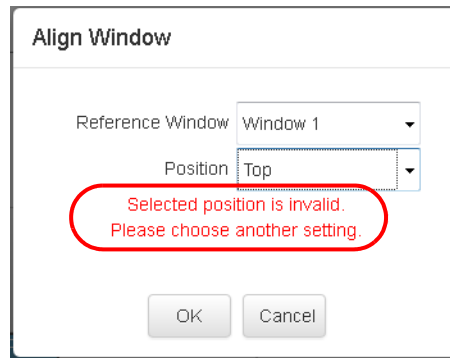 Align Window
Reference Window Window 1
Position Top
Selected position is invalid.
Please choose another setting.
OK Cancel